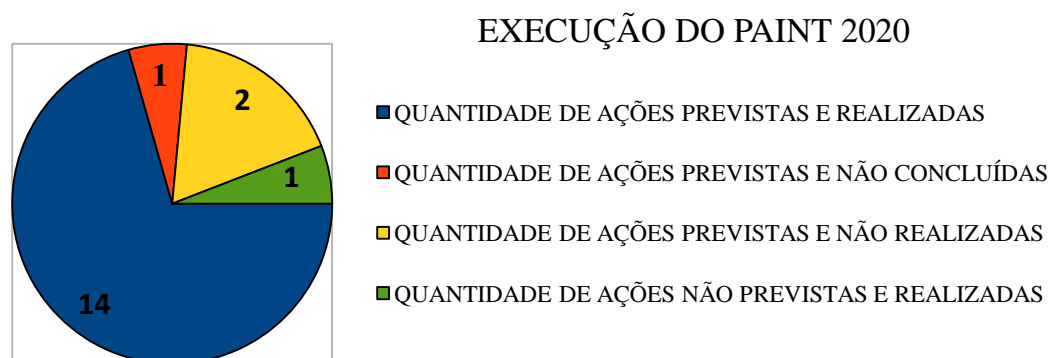 EXECUÇÃO DO PAINT 2020
1
2
1
14
QUANTIDADE DE AÇÕES PREVISTAS E REALIZADAS
QUANTIDADE DE AÇÕES PREVISTAS E NÃO CONCLUÍDAS
QUANTIDADE DE AÇÕES PREVISTAS E NÃO REALIZADAS
QUANTIDADE DE AÇÕES NÃO PREVISTAS E REALIZADAS